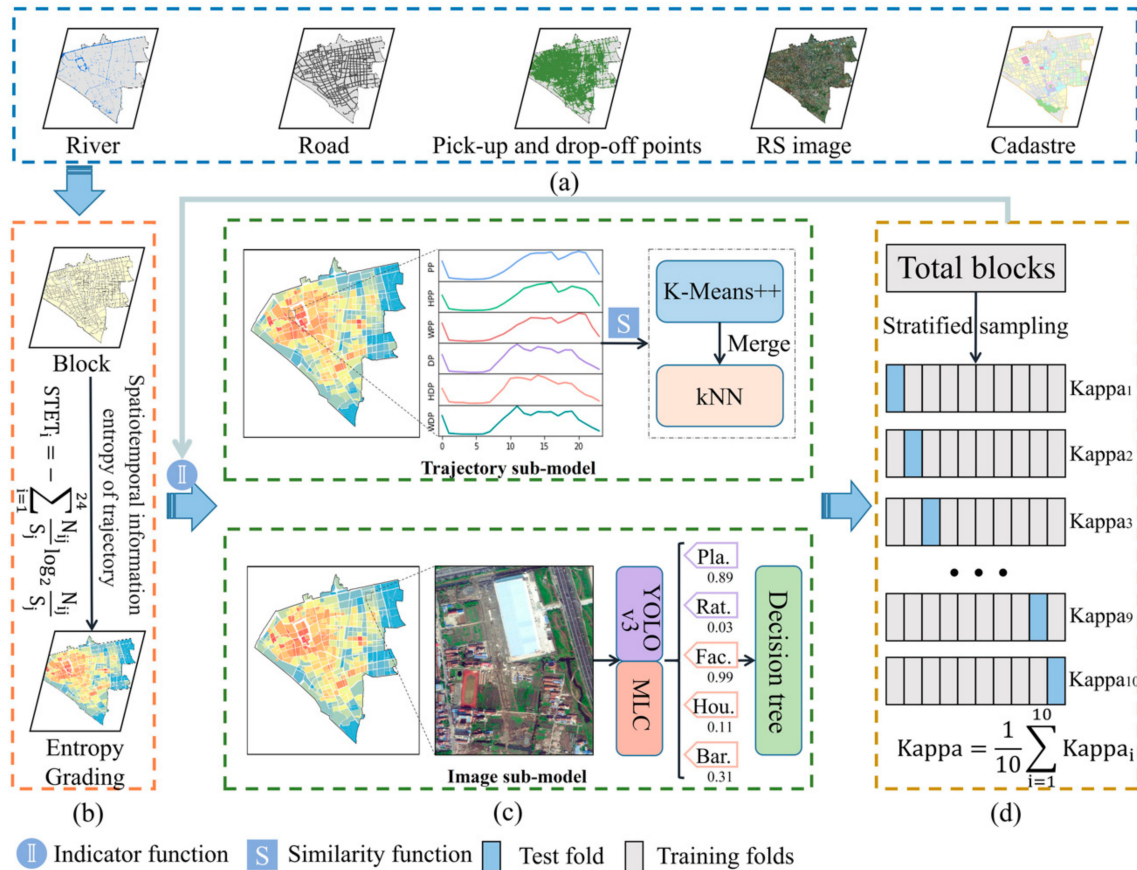 River
Road
Pick-up and drop-off points
RS image
Cadastre
(a)
Block
Spatiotemporal information
entropy of trajectory
STET_i = − ∑_{i=1}^{24} N_ij/S_j log₂ N_ij/S_j
Entropy
Grading
(b)
𝕀
PP
HPP
WPP
DP
HDP
WDP
0 5 10 15 20
Trajectory sub-model
S
K-Means++
Merge
kNN
YOLO
v3
MLC
Pla.
0.89
Rat.
0.03
Fac.
0.99
Hou.
0.11
Bar.
0.31
Decision tree
Image sub-model
(c)
Total blocks
Stratified sampling
Kappa₁
Kappa₂
Kappa₃
• • •
Kappa₉
Kappa₁₀
Kappa = 1/10 ∑_{i=1}^{10} Kappa_i
(d)
𝕀 Indicator function S Similarity function Test fold Training folds